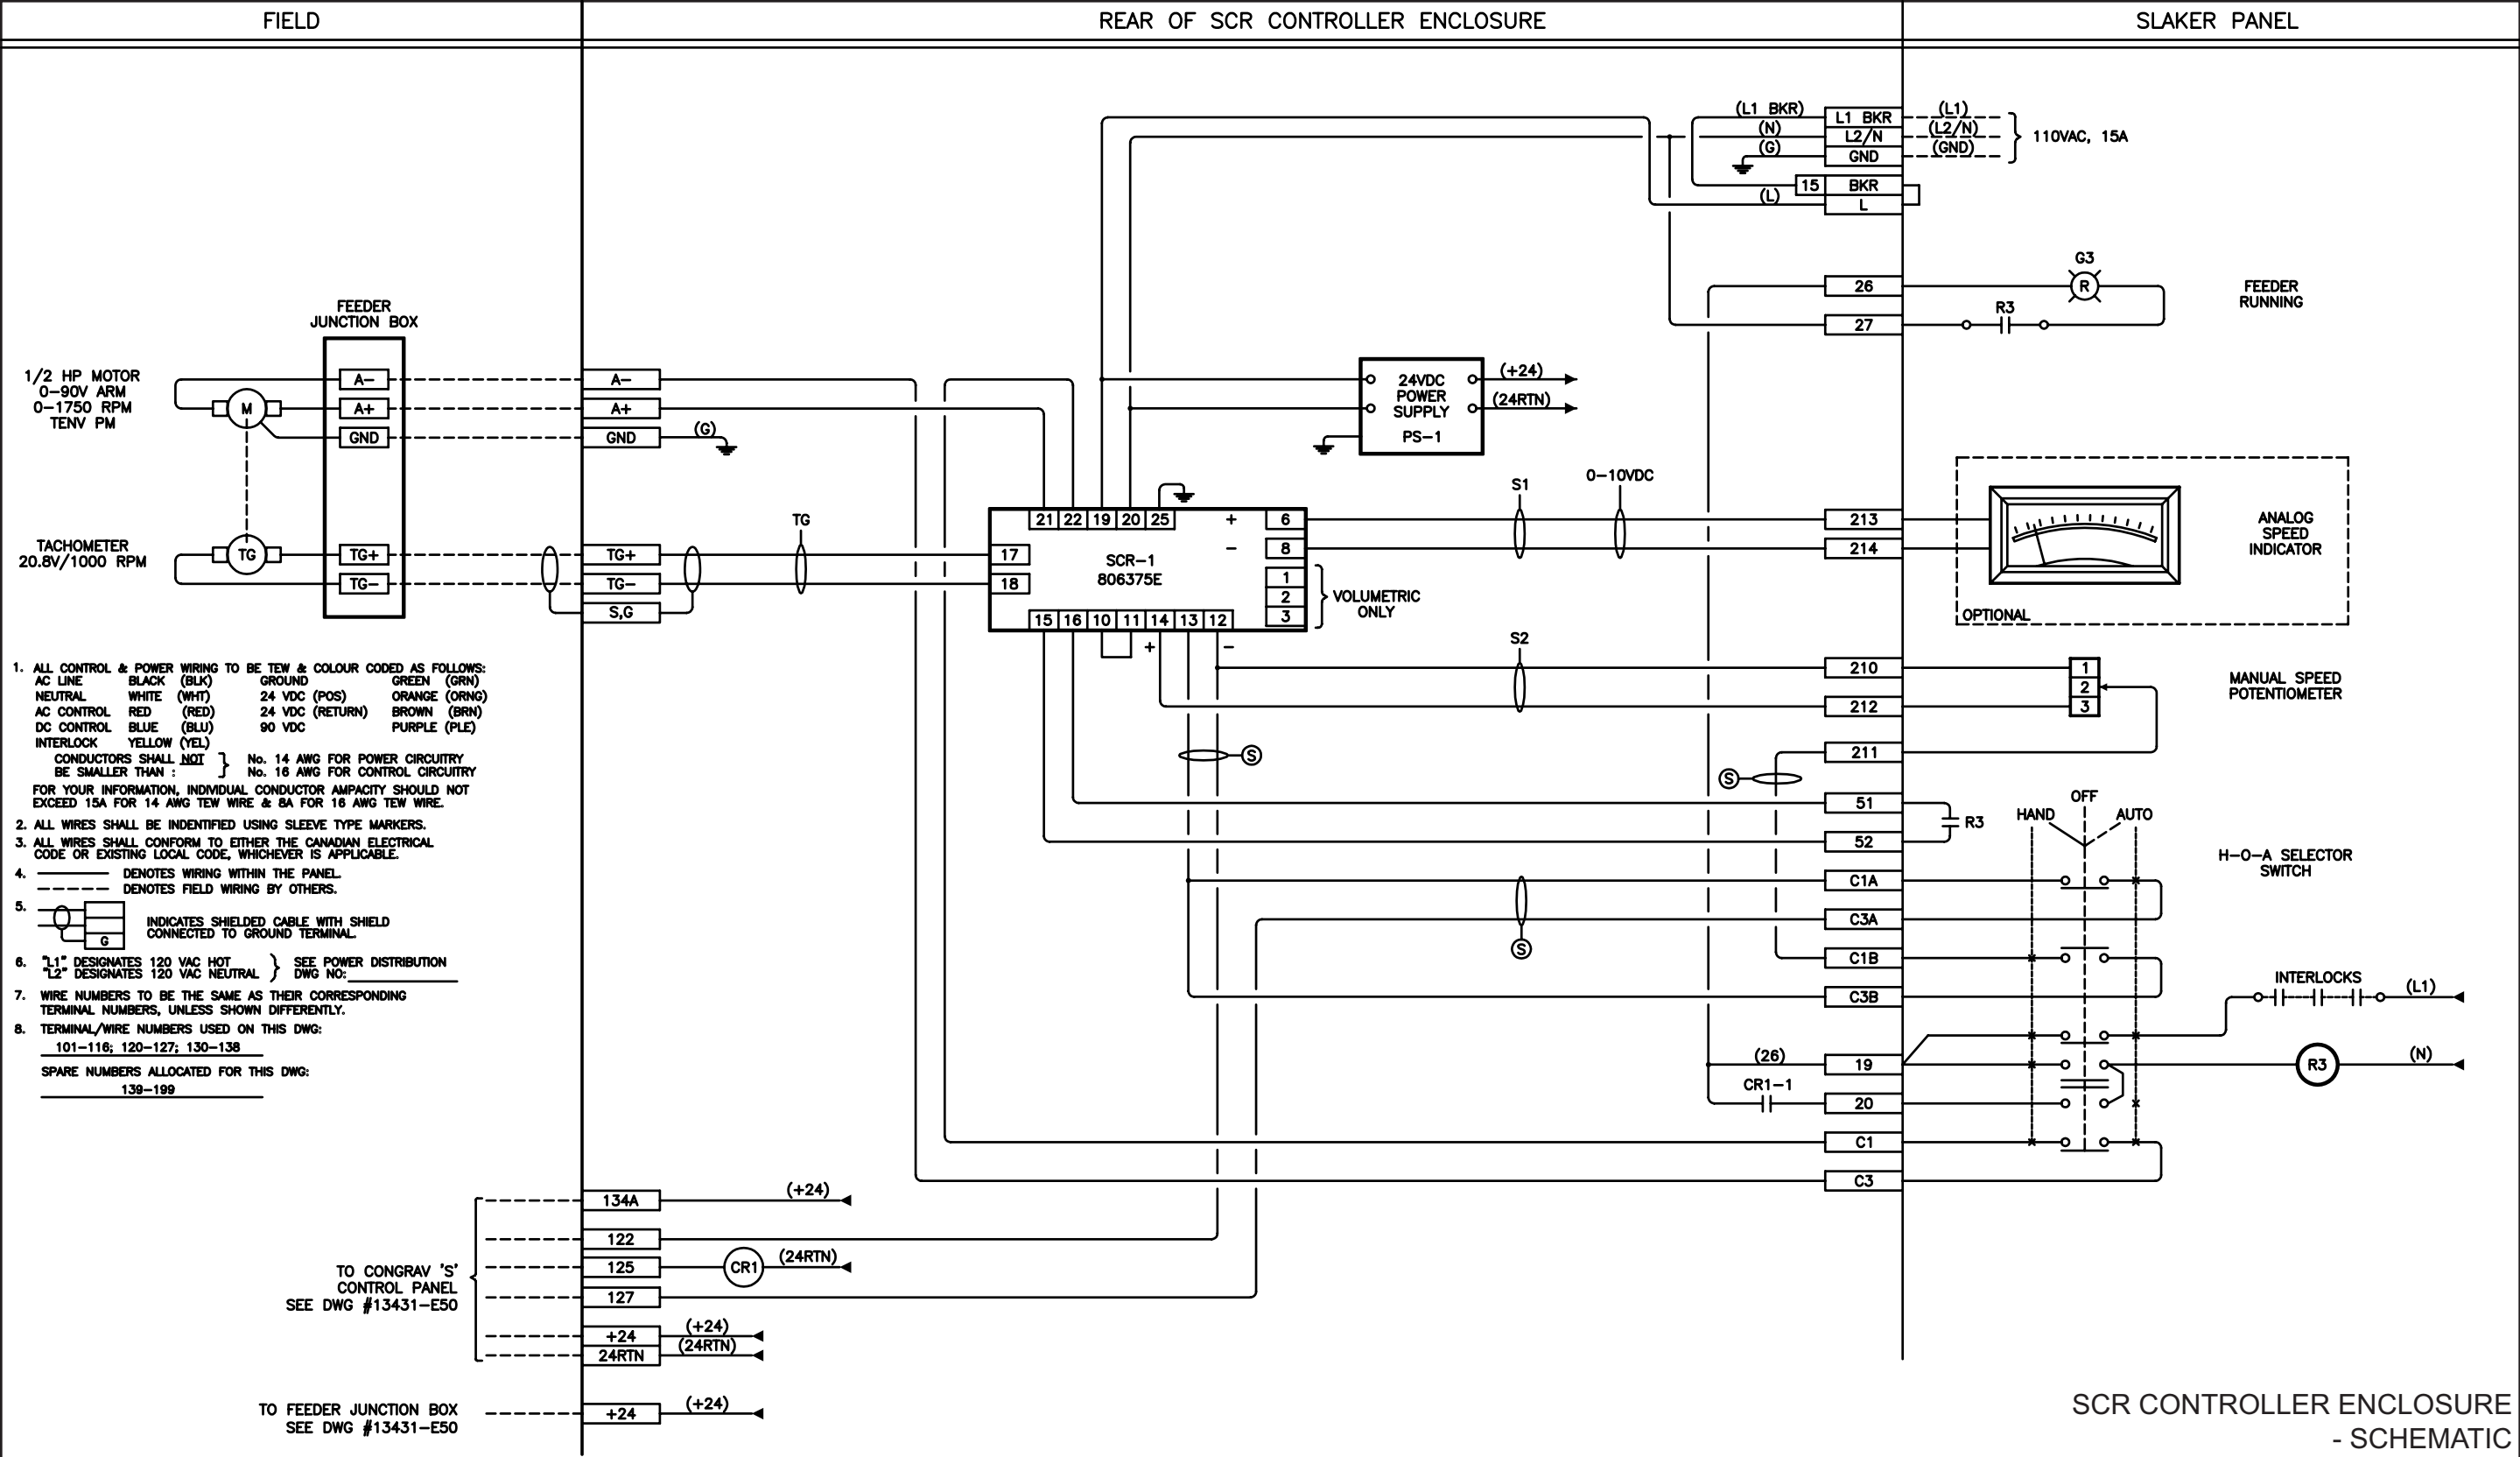 FIELD
REAR OF SCR CONTROLLER ENCLOSURE
SLAKER PANEL
FEEDER
JUNCTION BOX
1/2 HP MOTOR
0-90V ARM
0-1750 RPM
TENV PM
M
A-
A+
GND
TACHOMETER
20.8V/1000 RPM
TG
TG+
TG-
1. ALL CONTROL & POWER WIRING TO BE TEW & COLOUR CODED AS FOLLOWS:
AC LINE BLACK (BLK) GROUND GREEN (GRN)
NEUTRAL WHITE (WHT) 24 VDC (POS) ORANGE (ORNG)
AC CONTROL RED (RED) 24 VDC (RETURN) BROWN (BRN)
DC CONTROL BLUE (BLU) 90 VDC PURPLE (PLE)
INTERLOCK YELLOW (YEL)
CONDUCTORS SHALL NOT } No. 14 AWG FOR POWER CIRCUITRY
BE SMALLER THAN : No. 16 AWG FOR CONTROL CIRCUITRY
FOR YOUR INFORMATION, INDIVIDUAL CONDUCTOR AMPACITY SHOULD NOT
EXCEED 15A FOR 14 AWG TEW WIRE & 8A FOR 16 AWG TEW WIRE.
2. ALL WIRES SHALL BE INDENTIFIED USING SLEEVE TYPE MARKERS.
3. ALL WIRES SHALL CONFORM TO EITHER THE CANADIAN ELECTRICAL
CODE OR EXISTING LOCAL CODE, WHICHEVER IS APPLICABLE.
4. DENOTES WIRING WITHIN THE PANEL.
DENOTES FIELD WIRING BY OTHERS.
5. INDICATES SHIELDED CABLE WITH SHIELD
CONNECTED TO GROUND TERMINAL.
G
6. "L1" DESIGNATES 120 VAC HOT } SEE POWER DISTRIBUTION
"L2" DESIGNATES 120 VAC NEUTRAL DWG NO:
7. WIRE NUMBERS TO BE THE SAME AS THEIR CORRESPONDING
TERMINAL NUMBERS, UNLESS SHOWN DIFFERENTLY.
8. TERMINAL/WIRE NUMBERS USED ON THIS DWG:
101-116; 120-127; 130-138
SPARE NUMBERS ALLOCATED FOR THIS DWG:
139-199
TO CONGRAV 'S'
CONTROL PANEL
SEE DWG #13431-E50
TO FEEDER JUNCTION BOX
SEE DWG #13431-E50
A-
A+
GND (G)
TG+
TG-
S,G
TG
134A (+24)
122
125 CR1 (24RTN)
127
+24 (+24)
24RTN (24RTN)
+24 (+24)
21 22 19 20 25
+ 6
- 8
17
18
SCR-1
806375E
1
2
3
VOLUMETRIC
ONLY
15 16 10 11 14 13 12
+ -
24VDC
POWER
SUPPLY
PS-1
(+24)
(24RTN)
S1
0-10VDC
S2
S
S
S
(L1 BKR) L1 BKR (L1)
(N) L2/N (L2/N)
(G) GND (GND)
110VAC, 15A
15 BKR
(L) L
26
27
G3
R
R3
FEEDER
RUNNING
213
214
ANALOG
SPEED
INDICATOR
OPTIONAL
210
212
211
1
2
3
MANUAL SPEED
POTENTIOMETER
51
52
R3
HAND OFF AUTO
H-O-A SELECTOR
SWITCH
C1A
C3A
C1B
C3B
(26) 19
CR1-1 20
C1
C3
INTERLOCKS
(L1)
R3
(N)
SCR CONTROLLER ENCLOSURE
- SCHEMATIC